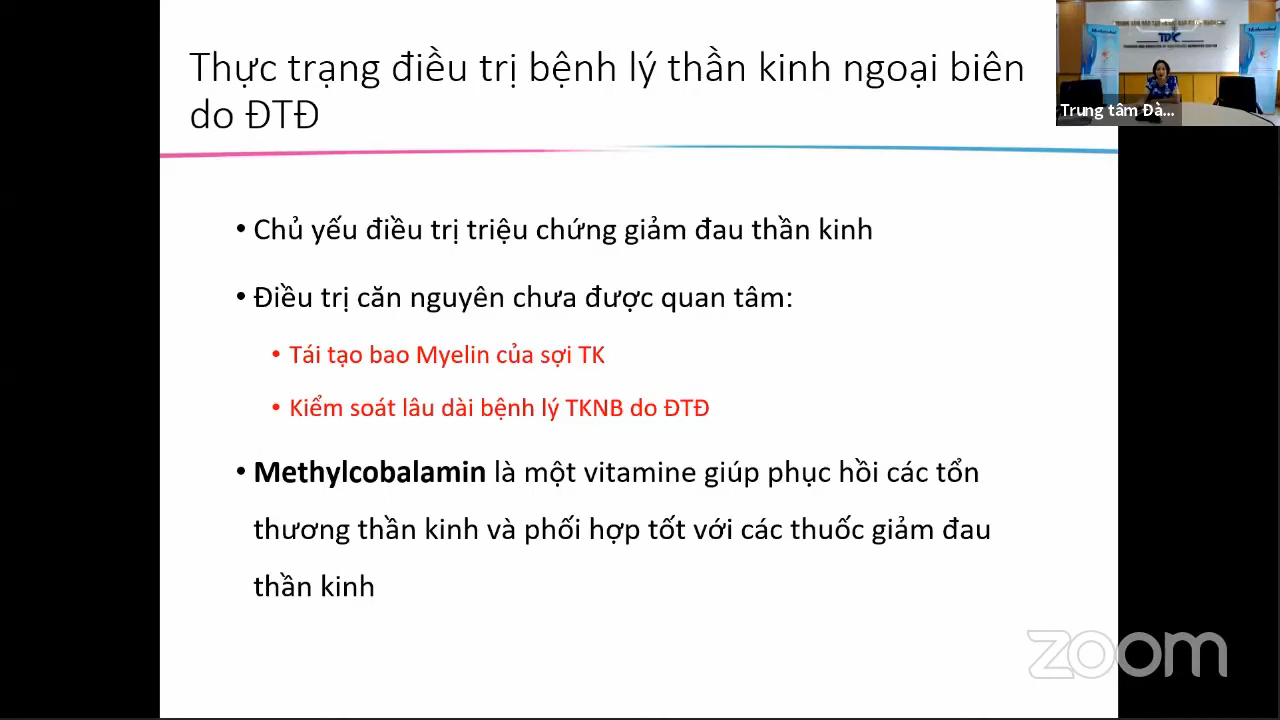 Thực trạng điều trị bệnh lý thần kinh ngoại biên
do ĐTĐ
• Chủ yếu điều trị triệu chứng giảm đau thần kinh
• Điều trị căn nguyên chưa được quan tâm:
• Tái tạo bao Myelin của sợi TK
• Kiểm soát lâu dài bệnh lý TKNB do ĐTĐ
• Methylcobalamin là một vitamine giúp phục hồi các tổn
thương thần kinh và phối hợp tốt với các thuốc giảm đau
thần kinh
TDC
Trung tâm Đà...
zoom